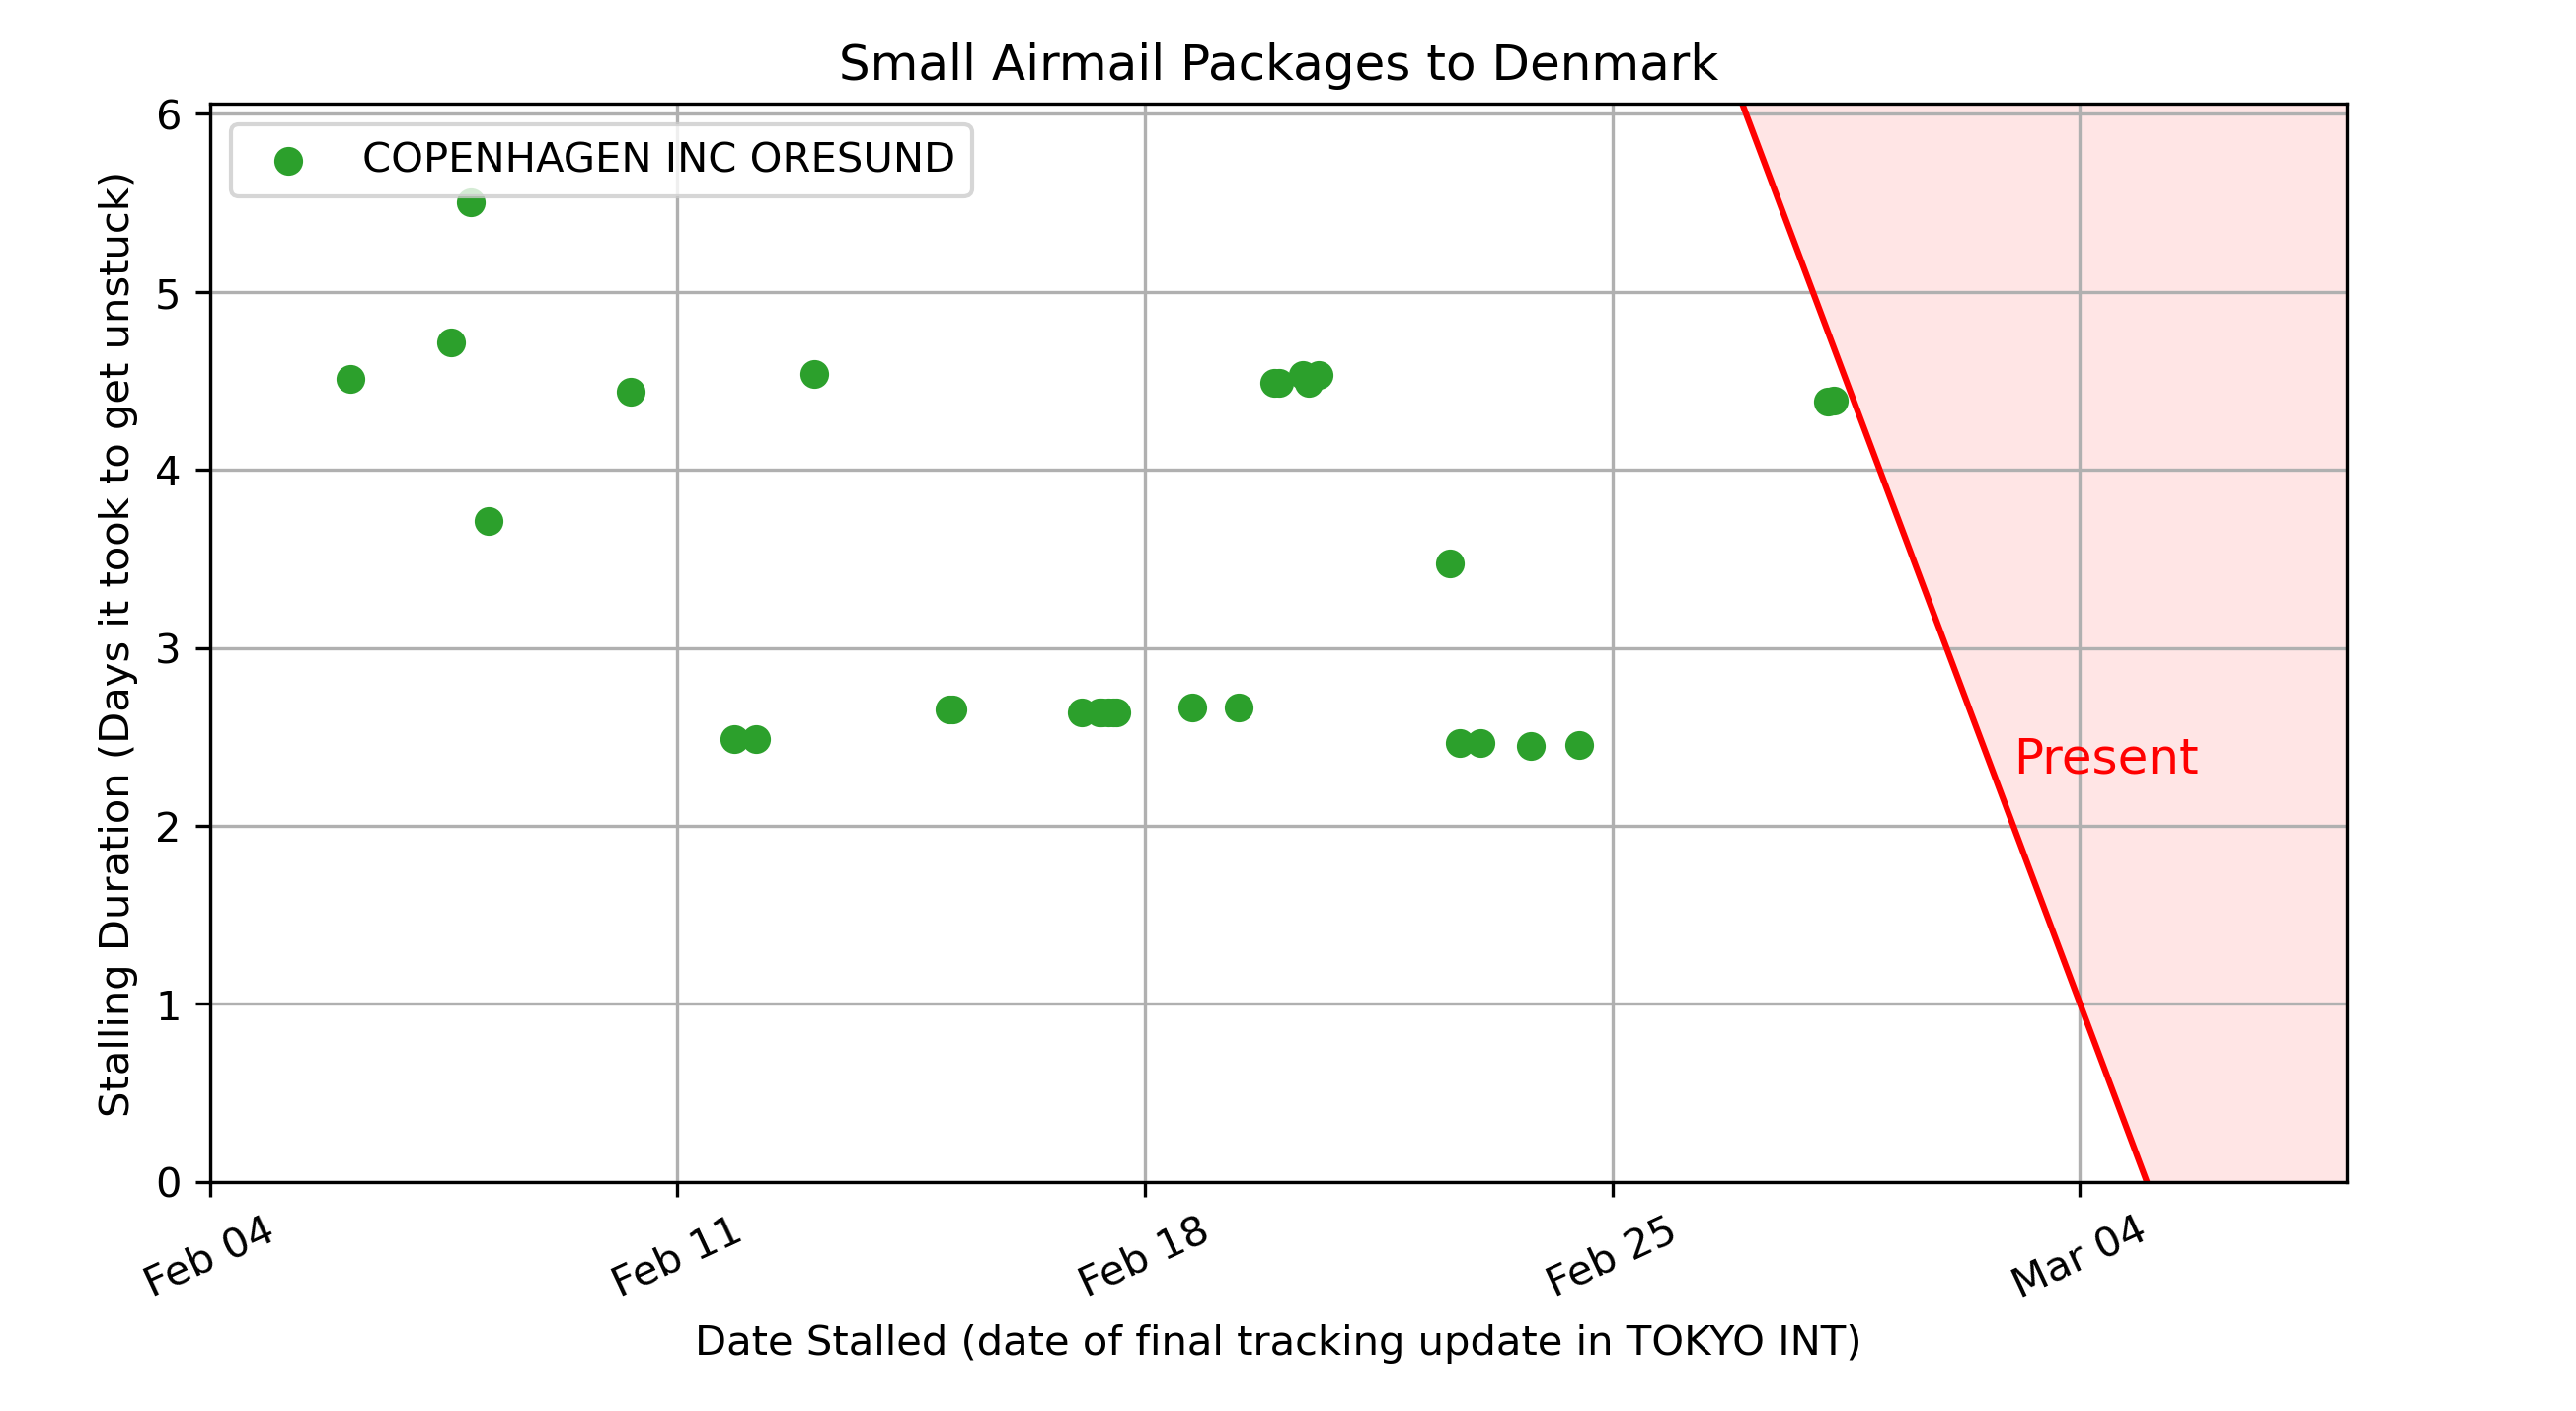 Small Airmail Packages to Denmark
COPENHAGEN INC ORESUND
Stalling Duration (Days it took to get unstuck)
6
5
4
3
2
1
0
Present
Feb 04
Feb 11
Feb 18
Feb 25
Mar 04
Date Stalled (date of final tracking update in TOKYO INT)